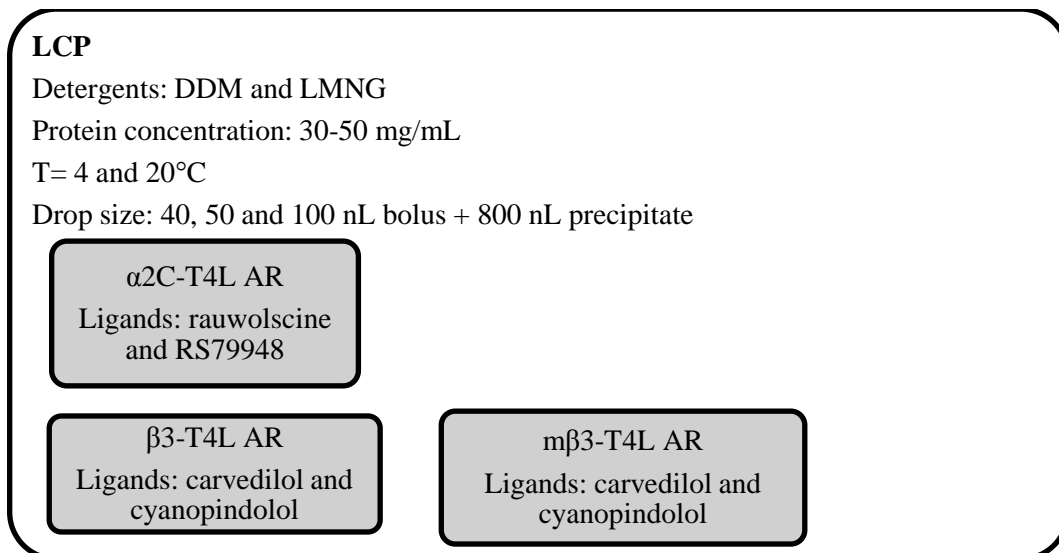 LCP
Detergents: DDM and LMNG
Protein concentration: 30-50 mg/mL
T= 4 and 20°C
Drop size: 40, 50 and 100 nL bolus + 800 nL precipitate
α2C-T4L AR
Ligands: rauwolscine
and RS79948
β3-T4L AR
Ligands: carvedilol and
cyanopindolol
mβ3-T4L AR
Ligands: carvedilol and
cyanopindolol